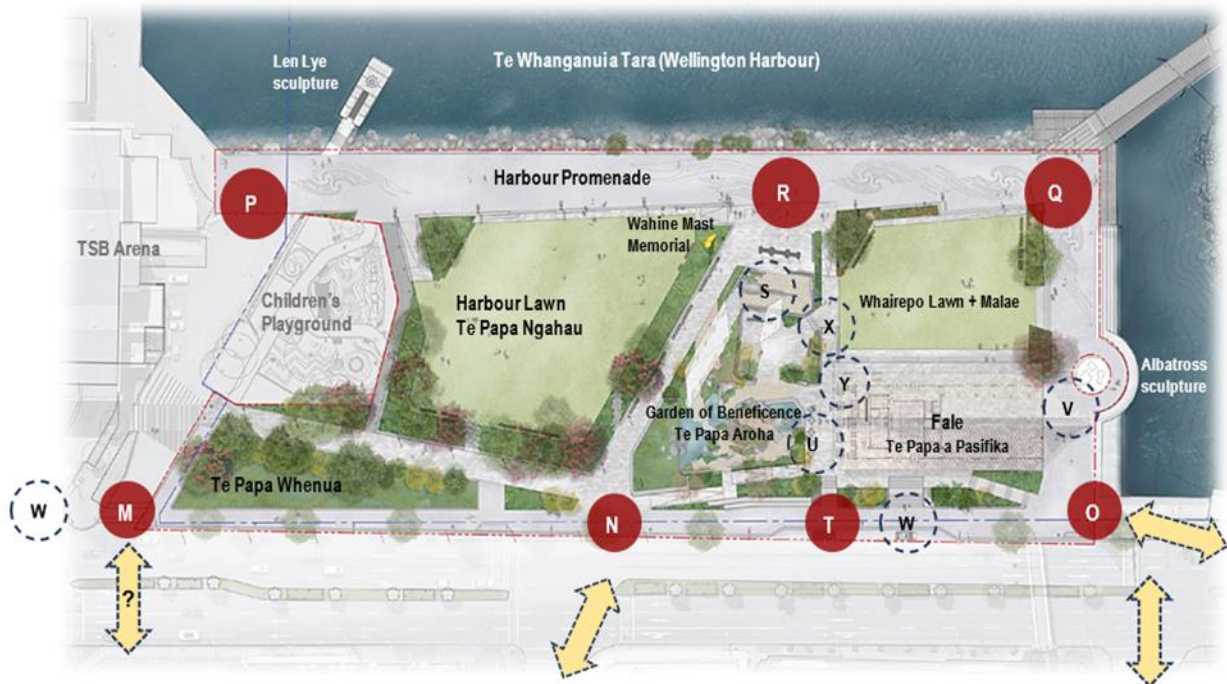 Te Whanganui a Tara (Wellington Harbour)
Len Lye
sculpture
P
Harbour Promenade
R
Q
Wahine Mast
Memorial
TSB Arena
Children's
Playground
Harbour Lawn
Te Papa Ngahau
S
X
Whairepo Lawn + Malae
Y
Albatross
sculpture
V
Garden of Beneficence
Te Papa Aroha
U
Fale
Te Papa a Pasifika
Te Papa Whenua
W
M
N
T
W
O
?